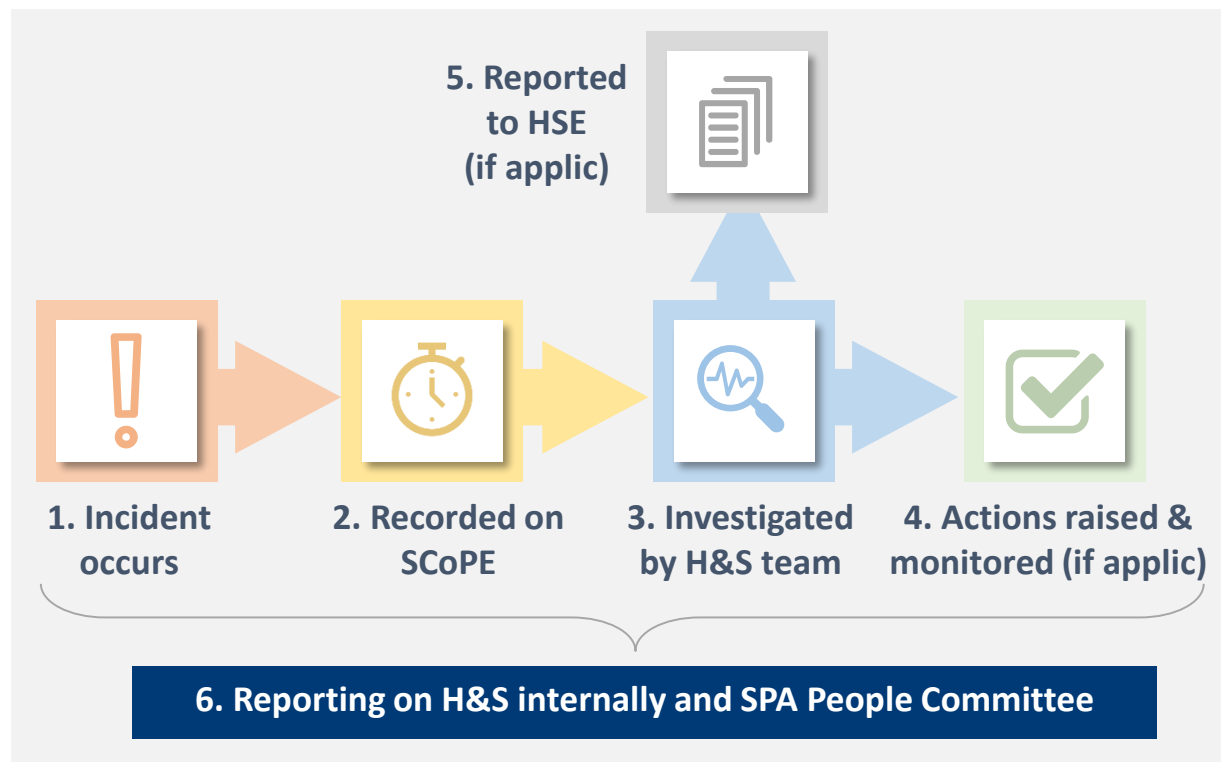 5. Reported
to HSE
(if applic)
1. Incident
occurs
2. Recorded on
SCoPE
3. Investigated
by H&S team
4. Actions raised &
monitored (if applic)
6. Reporting on H&S internally and SPA People Committee